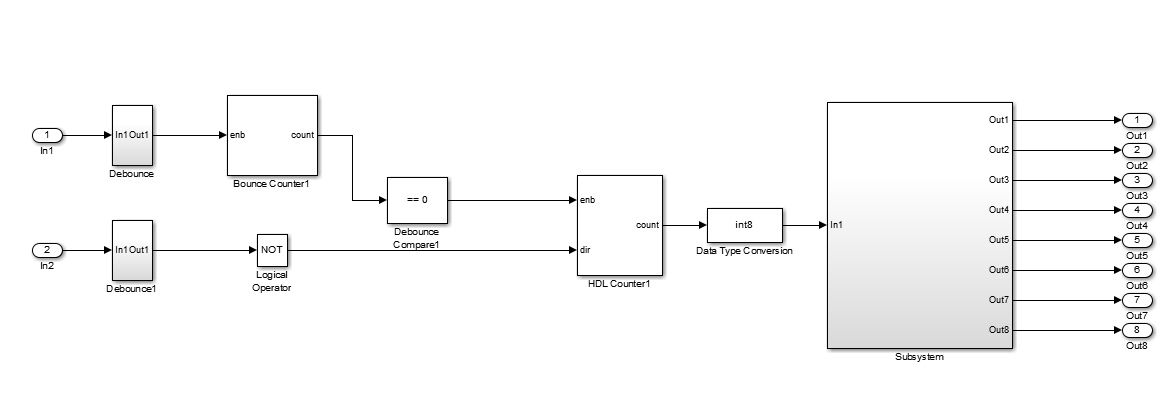 1
In1
In1 Out1
Debounce
enb
count
Bounce Counter1
== 0
Debounce
Compare1
2
In2
In1 Out1
Debounce1
NOT
Logical
Operator
enb
dir
count
HDL Counter1
int8
Data Type Conversion
In1
Out1
Out2
Out3
Out4
Out5
Out6
Out7
Out8
Subsystem
1
Out1
2
Out2
3
Out3
4
Out4
5
Out5
6
Out6
7
Out7
8
Out8